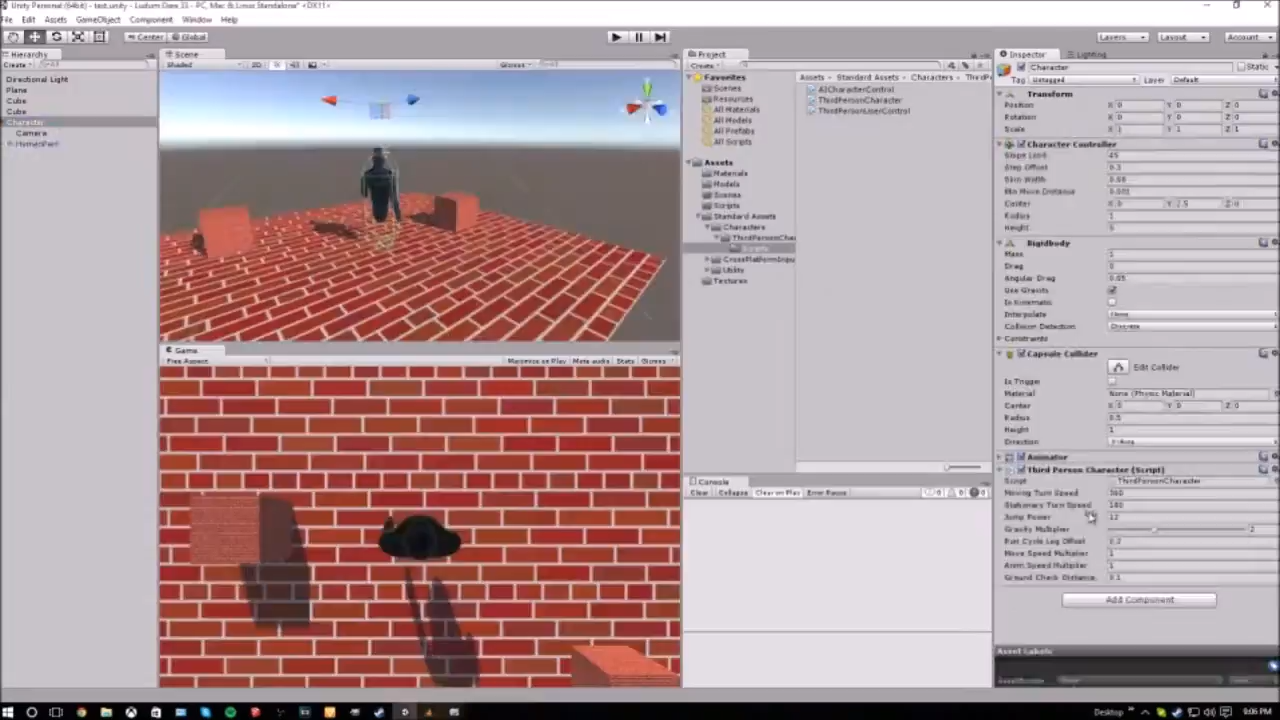 Unity Personal (64bit) - test.unity - Ludum Dare 33 - PC, Mac & Linux Standalone* <DX11>
File Edit Assets GameObject Component Window Help
Center Global
Layers Layout Account
Hierarchy
Create
Directional Light
Plane
Cube
Cube
Character
Camera
Scene
Shaded
2D
Gizmos
Game
Free Aspect
Maximize on Play
Mute audio
Stats
Gizmos
Project
Create
Favorites
Scenes
Resources
All Materials
All Models
All Prefabs
All Scripts
Assets
Materials
Models
Scenes
Scripts
Standard Assets
Characters
ThirdPersonChar
Scripts
CrossPlatformInpu
Utility
Textures
Assets Standard Assets Characters ThirdP
AICharacterControl
ThirdPersonCharacter
ThirdPersonUserControl
Console
Clear Collapse Clear on Play Error Pause
Inspector Lighting
Character
Static
Tag Untagged Layer Default
Transform
Position X 0 Y 0 Z 0
Rotation X 0 Y 0 Z 0
Scale X 1 Y 1 Z 1
Character Controller
Slope Limit 45
Step Offset 0.3
Skin Width 0.08
Min Move Distance 0.001
Center X 0 Y 2.5 Z 0
Radius 1
Height 5
Rigidbody
Mass 1
Drag 0
Angular Drag 0.05
Use Gravity
Is Kinematic
Interpolate None
Collision Detection Discrete
Constraints
Capsule Collider
Edit Collider
Is Trigger
Material None (Physic Material)
Center X 0 Y 0 Z 0
Radius 0.5
Height 1
Direction Y-Axis
Animator
Third Person Character (Script)
Script ThirdPersonCharacter
Moving Turn Speed 360
Stationary Turn Speed 180
Jump Power 12
Gravity Multiplier 2
Run Cycle Leg Offset 0.2
Move Speed Multiplier 1
Anim Speed Multiplier 1
Ground Check Distance 0.1
Add Component
Asset Labels
Desktop
9:06 PM